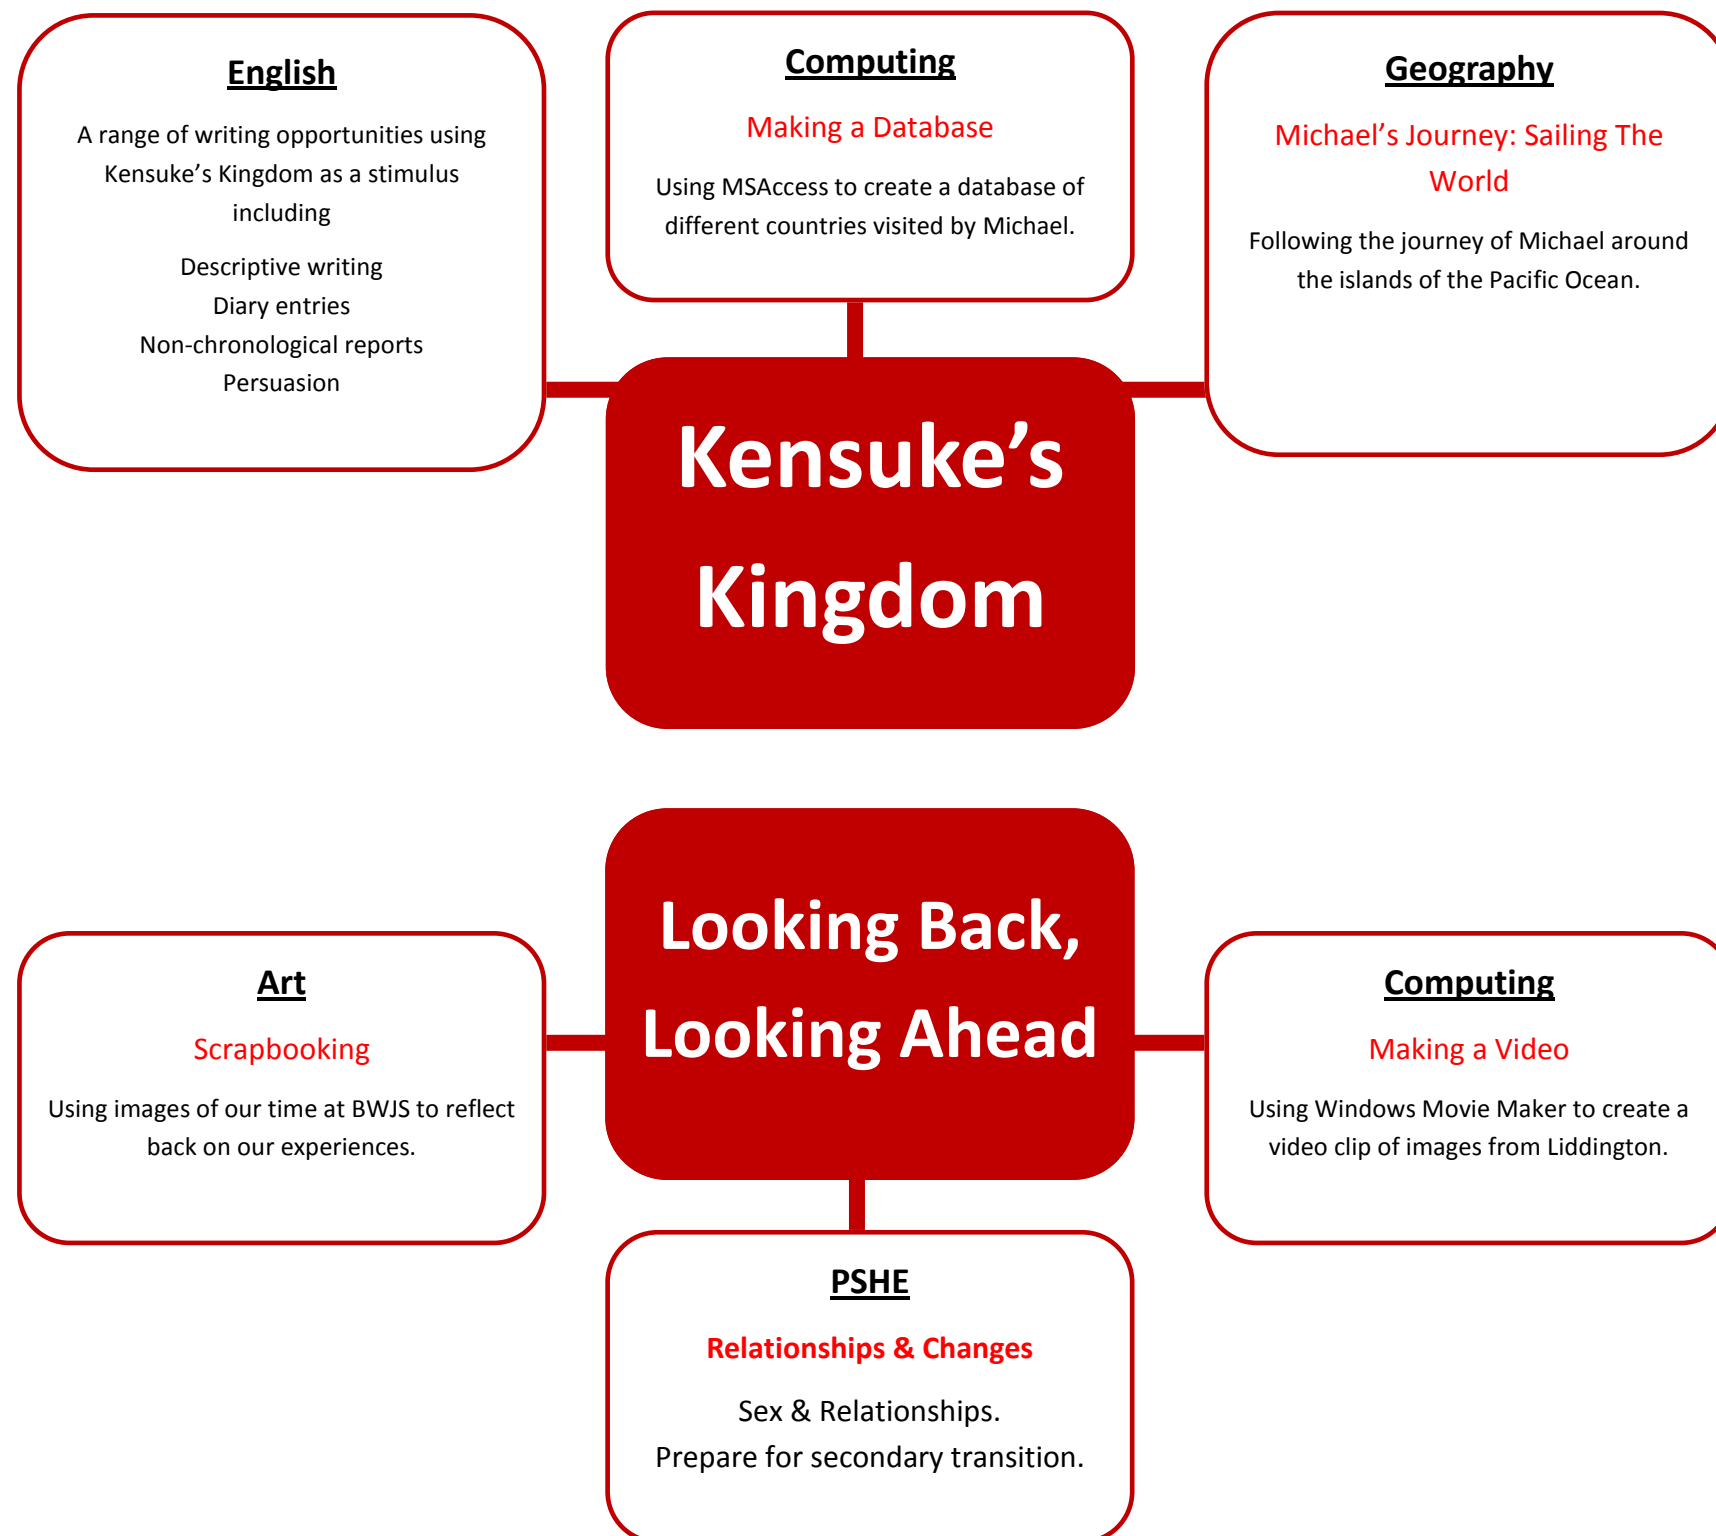 English
A range of writing opportunities using
Kensuke’s Kingdom as a stimulus
including
Descriptive writing
Diary entries
Non-chronological reports
Persuasion
Computing
Making a Database
Using MSAccess to create a database of
different countries visited by Michael.
Geography
Michael’s Journey: Sailing The
World
Following the journey of Michael around
the islands of the Pacific Ocean.
Kensuke’s
Kingdom
Looking Back,
Looking Ahead
Art
Scrapbooking
Using images of our time at BWJS to reflect
back on our experiences.
Computing
Making a Video
Using Windows Movie Maker to create a
video clip of images from Liddington.
PSHE
Relationships & Changes
Sex & Relationships.
Prepare for secondary transition.